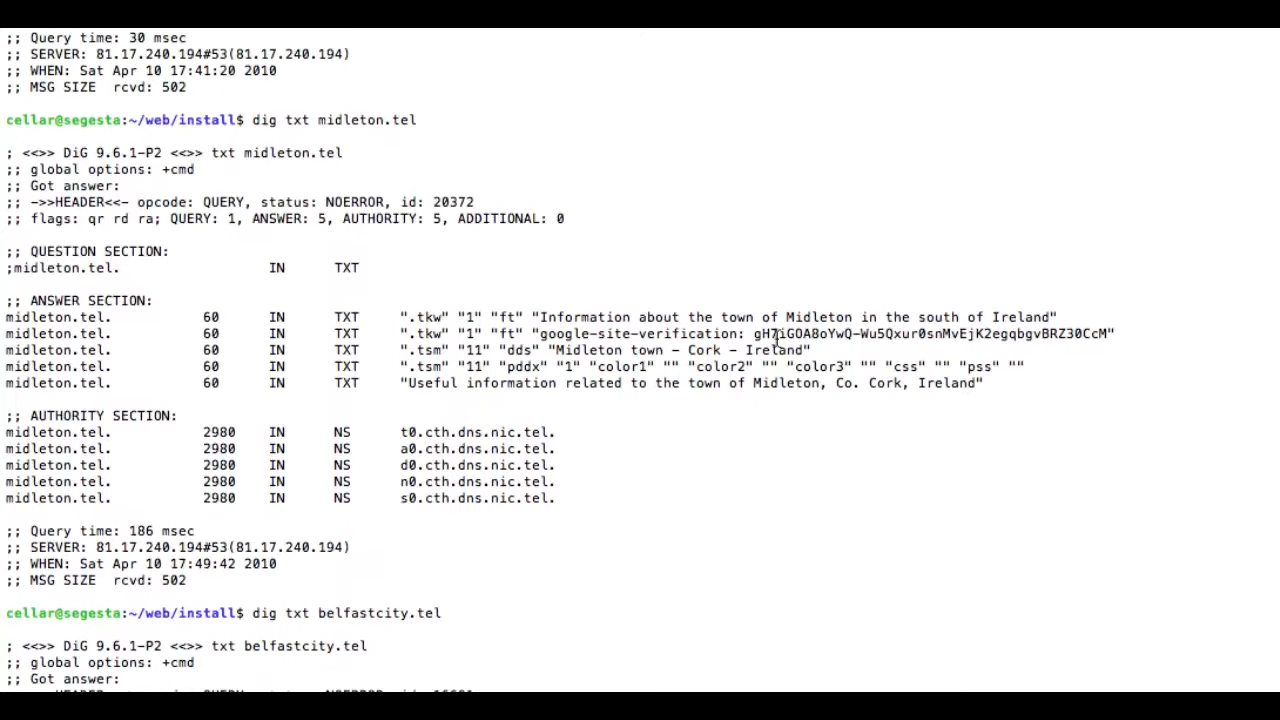 ;; Query time: 30 msec
;; SERVER: 81.17.240.194#53(81.17.240.194)
;; WHEN: Sat Apr 10 17:41:20 2010
;; MSG SIZE  rcvd: 502
cellar@segesta:~/web/install$ dig txt midleton.tel
; <<>> DiG 9.6.1-P2 <<>> txt midleton.tel
;; global options: +cmd
;; Got answer:
;; ->>HEADER<<- opcode: QUERY, status: NOERROR, id: 20372
;; flags: qr rd ra; QUERY: 1, ANSWER: 5, AUTHORITY: 5, ADDITIONAL: 0
;; QUESTION SECTION:
;midleton.tel. IN TXT
;; ANSWER SECTION:
midleton.tel. 60 IN TXT ".tkw" "1" "ft" "Information about the town of Midleton in the south of Ireland"
midleton.tel. 60 IN TXT ".tkw" "1" "ft" "google-site-verification:
midleton.tel. 60 IN TXT ".tsm" "11" "dds" "Midleton town - Cork - Ireland"
midleton.tel. 60 IN TXT ".tsm" "11" "pddx" "1" "color1" "" "color2" "" "color3" "" "css" "" "pss" ""
midleton.tel. 60 IN TXT "Useful information related to the town of Midleton, Co. Cork, Ireland"
;; AUTHORITY SECTION:
midleton.tel. 2980 IN NS t0.cth.dns.nic.tel.
midleton.tel. 2980 IN NS a0.cth.dns.nic.tel.
midleton.tel. 2980 IN NS d0.cth.dns.nic.tel.
midleton.tel. 2980 IN NS n0.cth.dns.nic.tel.
midleton.tel. 2980 IN NS s0.cth.dns.nic.tel.
;; Query time: 186 msec
;; SERVER: 81.17.240.194#53(81.17.240.194)
;; WHEN: Sat Apr 10 17:49:42 2010
;; MSG SIZE  rcvd: 502
cellar@segesta:~/web/install$ dig txt belfastcity.tel
; <<>> DiG 9.6.1-P2 <<>> txt belfastcity.tel
;; global options: +cmd
;; Got answer: